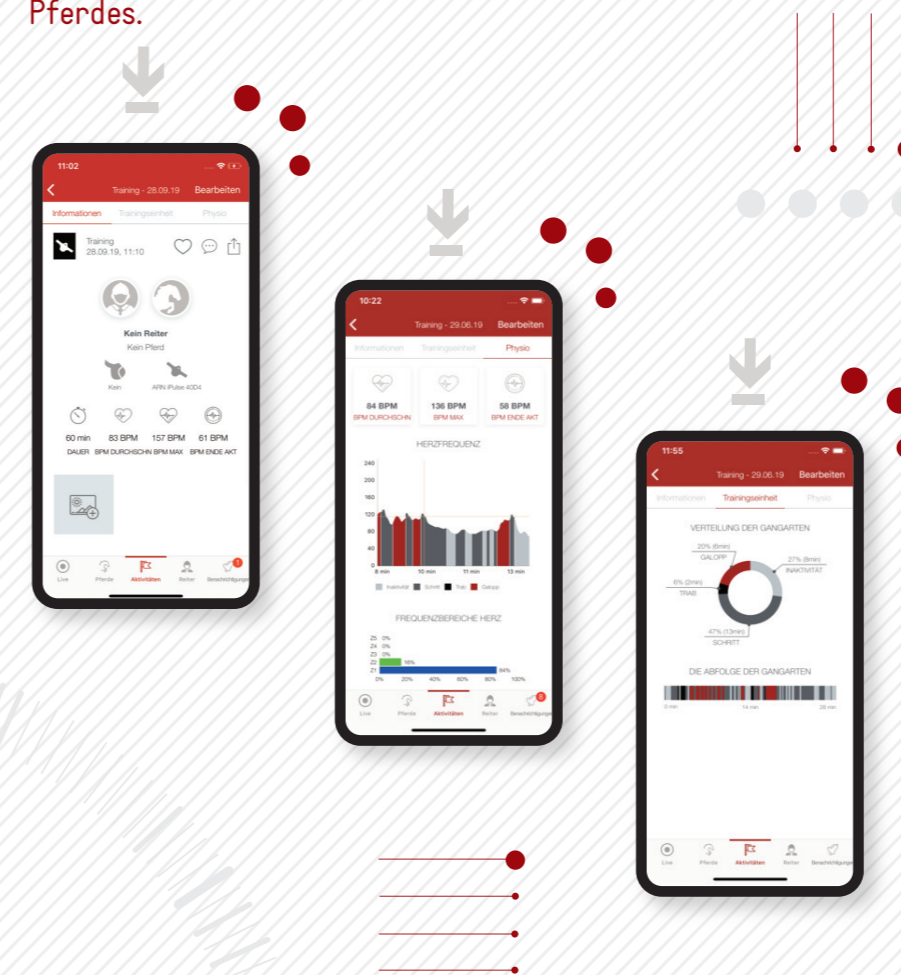 Pferdes.
11:02
Training - 28.09.19 Bearbeiten
Informationen Trainingseinheit Physio
Training
28.09.19, 11:10
Kein Reiter
Kein Pferd
Kein ARN iPulse 40D4
60 min 83 BPM 157 BPM 61 BPM
DAUER BPM DURCHSCHN BPM MAX BPM ENDE AKT
1
Live Pferde Aktivitäten Reiter Benachrichtigungen
10:22
Training - 29.06.19 Bearbeiten
Informationen Trainingseinheit Physio
84 BPM 136 BPM 58 BPM
BPM DURCHSCHN BPM MAX BPM ENDE AKT
HERZFREQUENZ
240
200
160
120
80
40
0
8 min 10 min 11 min 13 min
Inaktivität Schritt Trab Galopp
FREQUENZBEREICHE HERZ
Z5 0%
Z4 0%
Z3 0%
Z2 16%
Z1 84%
0% 20% 40% 60% 80% 100%
8
Live Pferde Aktivitäten Reiter Benachrichtigunge
11:55
Training - 29.06.19 Bearbeiten
Informationen Trainingseinheit Physio
VERTEILUNG DER GANGARTEN
20% (6min)
GALOPP
27% (8min)
INAKTIVITÄT
6% (2min)
TRAB
47% (13min)
SCHRITT
DIE ABFOLGE DER GANGARTEN
0 min 14 min 28 min
Live Pferde Aktivitäten Reiter Benachrichtigunge